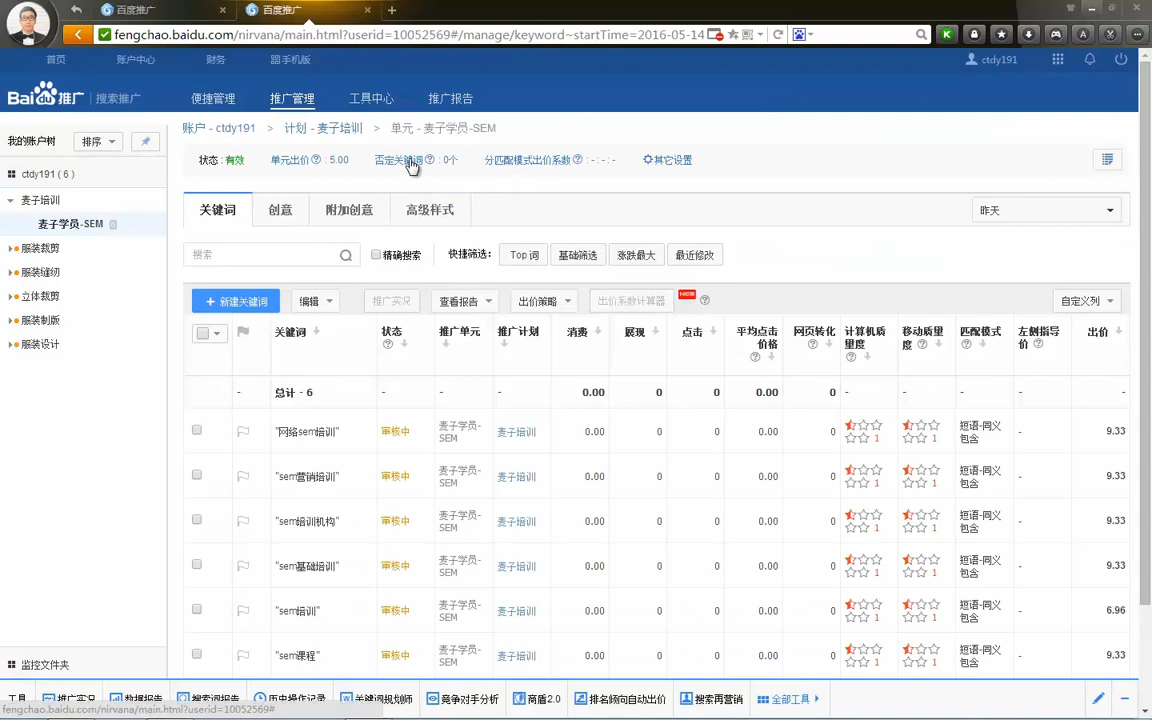 百度推广
百度推广
fengchao.baidu.com/nirvana/main.html?userid=10052569#/manage/keyword~startTime=2016-05-14
首页 账户中心 财务 手机版 ctdy191
Baidu推广 搜索推广 便捷管理 推广管理 工具中心 推广报告
我的账户树 排序
ctdy191 ( 6 )
麦子培训
麦子学员-SEM
服装裁剪
服装缝纫
立体裁剪
服装制版
服装设计
监控文件夹
账户 - ctdy191 > 计划 - 麦子培训 > 单元 - 麦子学员-SEM
状态：有效 单元出价 : 5.00 否定关键词 : 0个 分匹配模式出价系数 : - : - : - 其它设置
关键词 创意 附加创意 高级样式 昨天
搜索 精确搜索 快捷筛选： Top 词 基础筛选 涨跌最大 最近修改
+ 新建关键词 编辑 推广实况 查看报告 出价策略 出价系数计算器 NEW 自定义列
关键词 状态 推广单元 推广计划 消费 展现 点击 平均点击价格 网页转化 计算机质量度 移动质量度 匹配模式 左侧指导价 出价
- 总计 - 6 - - - 0.00 0 0 0.00 0 - - - - -
"网络sem培训" 审核中 麦子学员-SEM 麦子培训 0.00 0 0 0.00 0 1 1 短语-同义包含 - 9.33
"sem营销培训" 审核中 麦子学员-SEM 麦子培训 0.00 0 0 0.00 0 1 1 短语-同义包含 - 9.33
"sem培训机构" 审核中 麦子学员-SEM 麦子培训 0.00 0 0 0.00 0 1 1 短语-同义包含 - 9.33
"sem基础培训" 审核中 麦子学员-SEM 麦子培训 0.00 0 0 0.00 0 1 1 短语-同义包含 - 9.33
"sem培训" 审核中 麦子学员-SEM 麦子培训 0.00 0 0 0.00 0 1 1 短语-同义包含 - 6.96
"sem课程" 审核中 麦子学员-SEM 麦子培训 0.00 0 0 0.00 0 1 1 短语-同义包含 - 9.33
工具 推广实况 数据报告 搜索词报告 历史操作记录 关键词规划师 竞争对手分析 商盾2.0 排名倾向自动出价 搜索再营销 全部工具
fengchao.baidu.com/nirvana/main.html?userid=10052569#